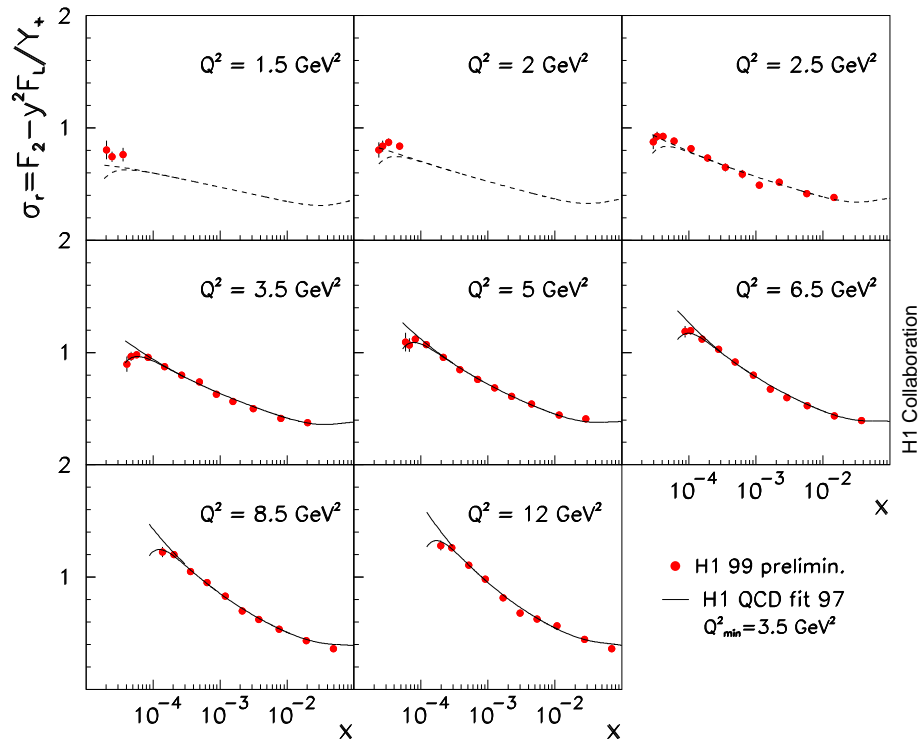 σᵣ=F₂−y²F_L/Y₊
2
1
Q² = 1.5 GeV²
Q² = 2 GeV²
Q² = 2.5 GeV²
2
1
Q² = 3.5 GeV²
Q² = 5 GeV²
Q² = 6.5 GeV²
10⁻⁴ 10⁻³ 10⁻²
x
2
1
Q² = 8.5 GeV²
Q² = 12 GeV²
H1 99 prelimin.
H1 QCD fit 97
Q²min=3.5 GeV²
10⁻⁴ 10⁻³ 10⁻²
x
10⁻⁴ 10⁻³ 10⁻²
x
H1 Collaboration